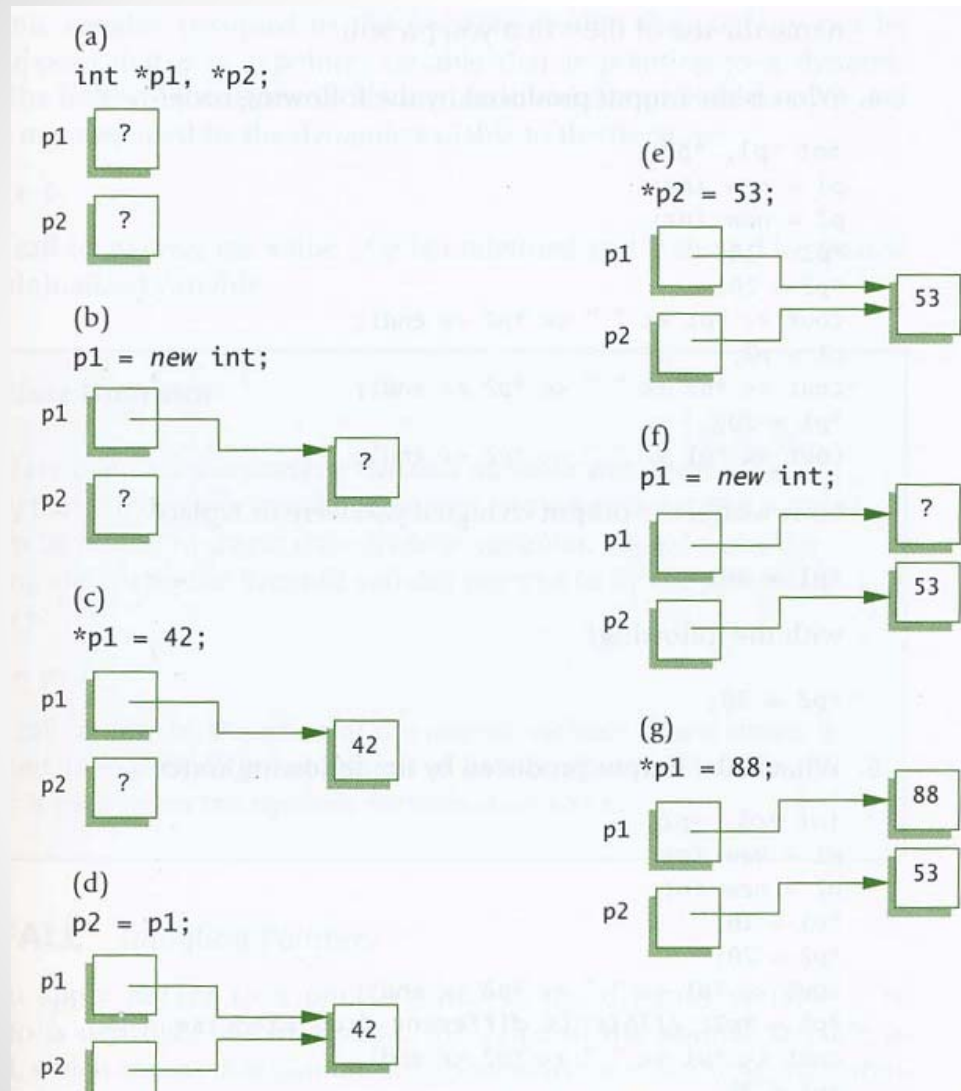 (a)
int *p1, *p2;
p1 ?
p2 ?
(b)
p1 = new int;
p1
?
p2 ?
(c)
*p1 = 42;
p1
42
p2 ?
(d)
p2 = p1;
p1
42
p2
(e)
*p2 = 53;
p1
53
p2
(f)
p1 = new int;
?
p1
53
p2
(g)
*p1 = 88;
88
p1
53
p2